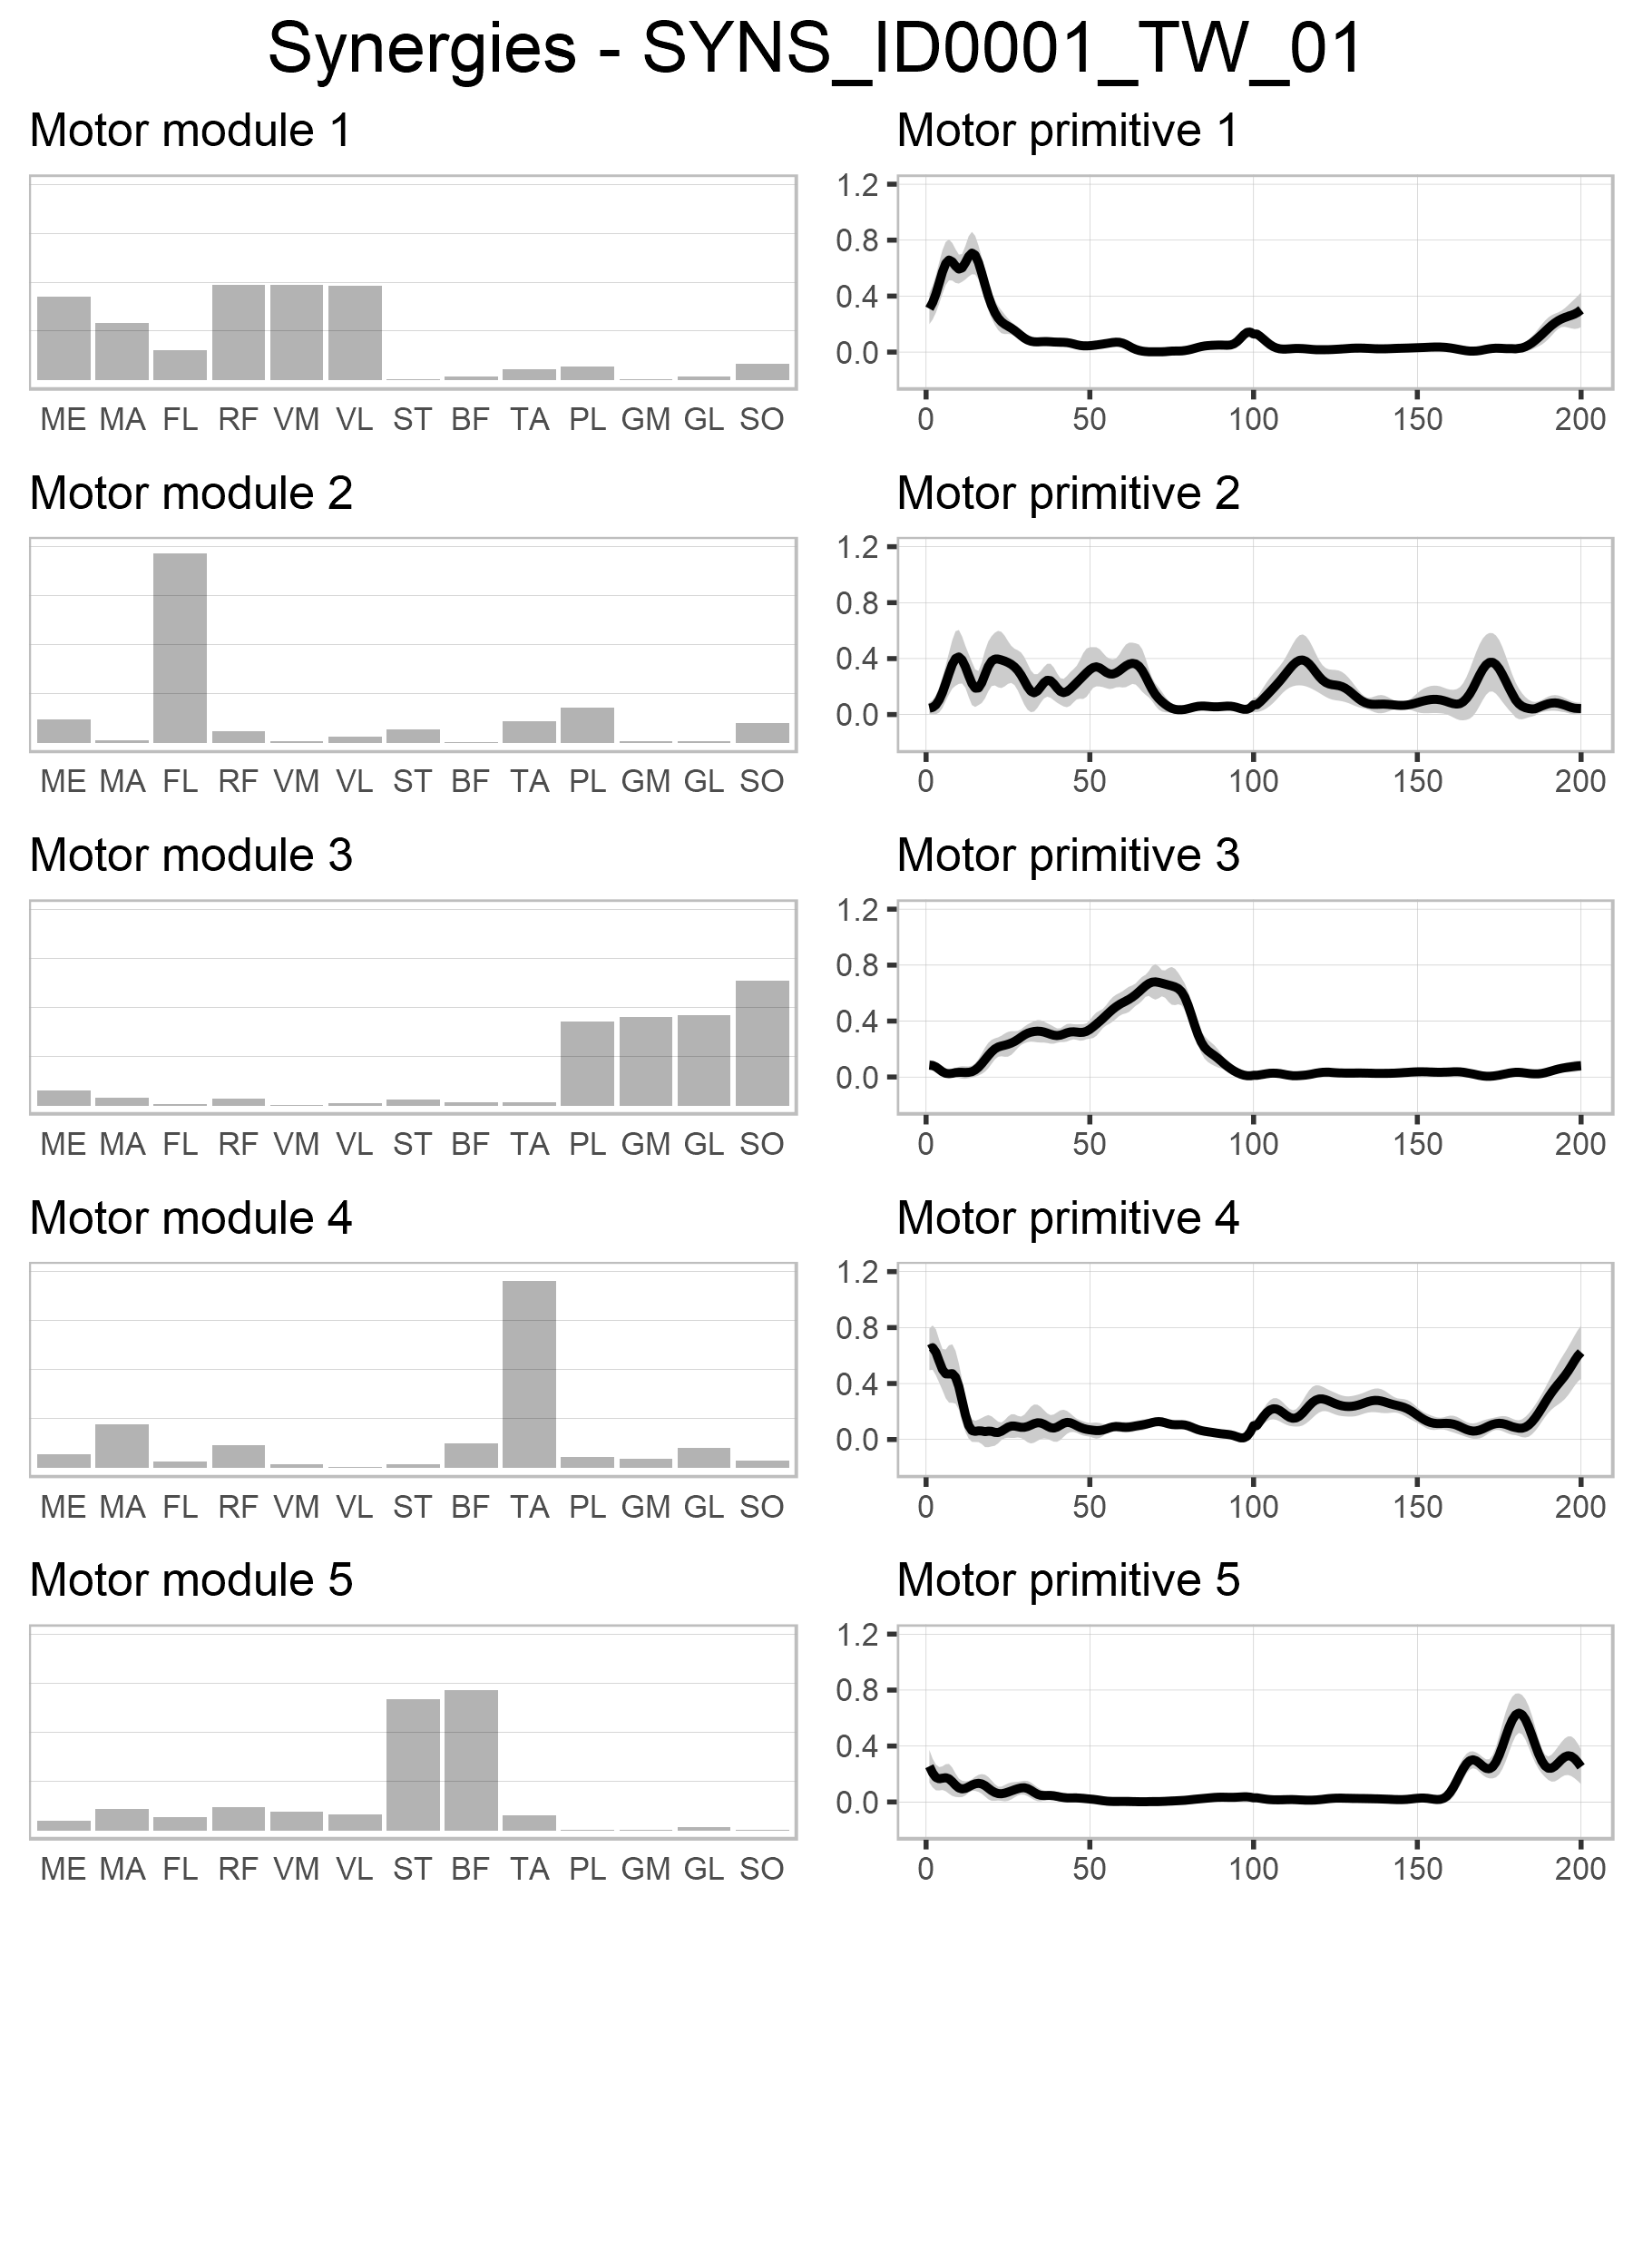 Synergies - SYNS_ID0001_TW_01
Motor module 1
Motor primitive 1
1.2
0.8
0.4
0.0
ME MA FL RF VM VL ST BF TA PL GM GL SO
0 50 100 150 200
Motor module 2
Motor primitive 2
1.2
0.8
0.4
0.0
ME MA FL RF VM VL ST BF TA PL GM GL SO
0 50 100 150 200
Motor module 3
Motor primitive 3
1.2
0.8
0.4
0.0
ME MA FL RF VM VL ST BF TA PL GM GL SO
0 50 100 150 200
Motor module 4
Motor primitive 4
1.2
0.8
0.4
0.0
ME MA FL RF VM VL ST BF TA PL GM GL SO
0 50 100 150 200
Motor module 5
Motor primitive 5
1.2
0.8
0.4
0.0
ME MA FL RF VM VL ST BF TA PL GM GL SO
0 50 100 150 200